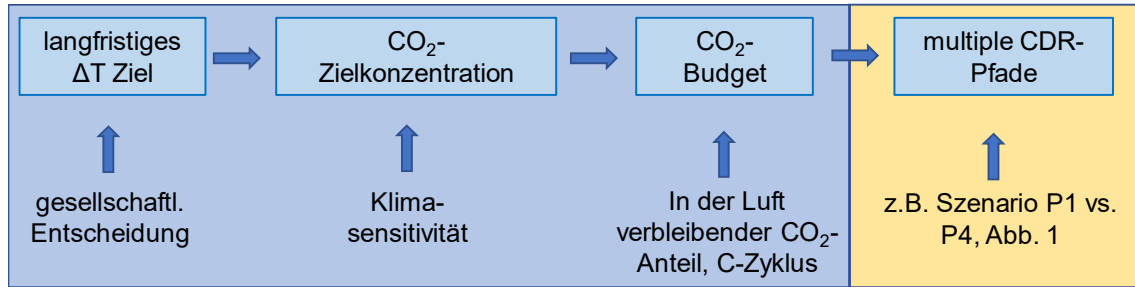 langfristiges
ΔT Ziel
CO₂-
Zielkonzentration
CO₂-
Budget
multiple CDR-
Pfade
gesellschaftl.
Entscheidung
Klima-
sensitivität
In der Luft
verbleibender CO₂-
Anteil, C-Zyklus
z.B. Szenario P1 vs.
P4, Abb. 1